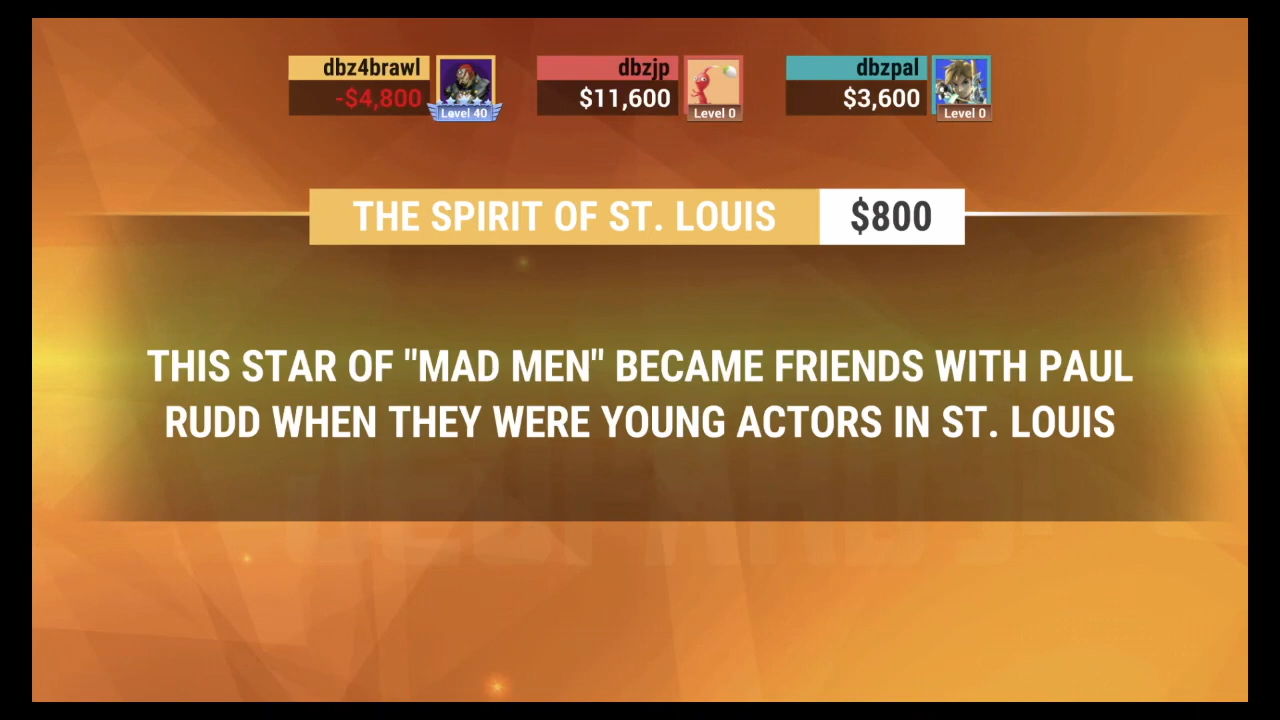 dbz4brawl
-$4,800
Level 40
dbzjp
$11,600
Level 0
dbzpal
$3,600
Level 0
THE SPIRIT OF ST. LOUIS $800
THIS STAR OF "MAD MEN" BECAME FRIENDS WITH PAUL
RUDD WHEN THEY WERE YOUNG ACTORS IN ST. LOUIS